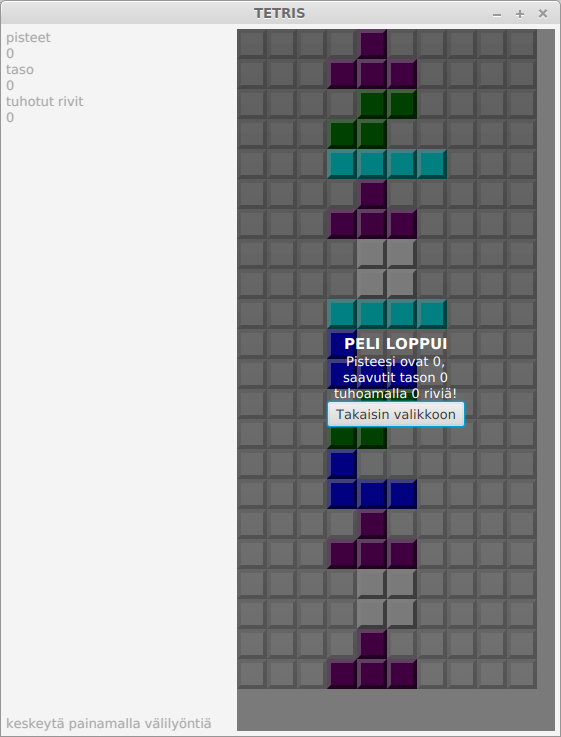 TETRIS
pisteet
0
taso
0
tuhotut rivit
0
PELI LOPPUI
Pisteesi ovat 0,
saavutit tason 0
tuhoamalla 0 riviä!
Takaisin valikkoon
keskeytä painamalla välilyöntiä